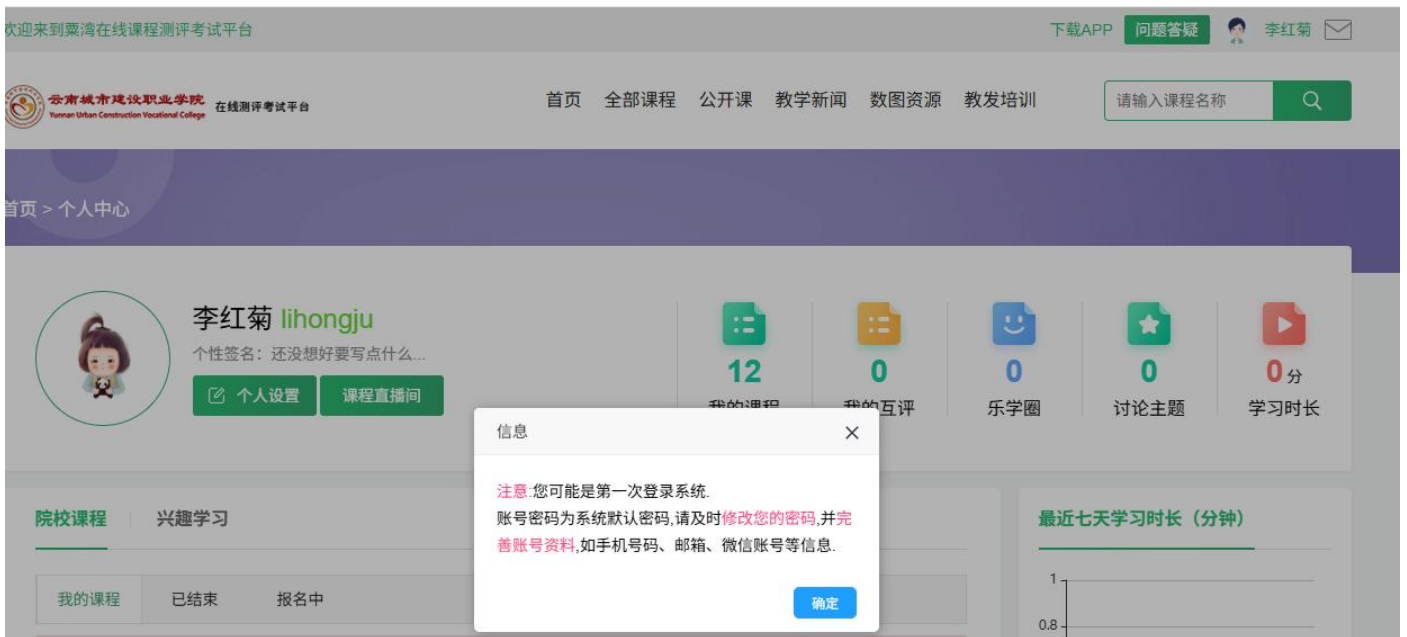 欢迎来到粟湾在线课程测评考试平台
下载APP 问题答疑 李红菊
云南城市建设职业学院
Yunnan Urban Construction Vocational College
在线测评考试平台
首页 全部课程 公开课 教学新闻 数图资源 教发培训
请输入课程名称
首页 > 个人中心
李红菊 lihongju
个性签名：还没想好要写点什么...
个人设置 课程直播间
12 0 0 0 0 分
我的课程 我的互评 乐学圈 讨论主题 学习时长
信息
注意:您可能是第一次登录系统.
账号密码为系统默认密码,请及时修改您的密码,并完
善账号资料,如手机号码、邮箱、微信账号等信息.
确定
院校课程 兴趣学习
最近七天学习时长（分钟）
我的课程 已结束 报名中
1
0.8